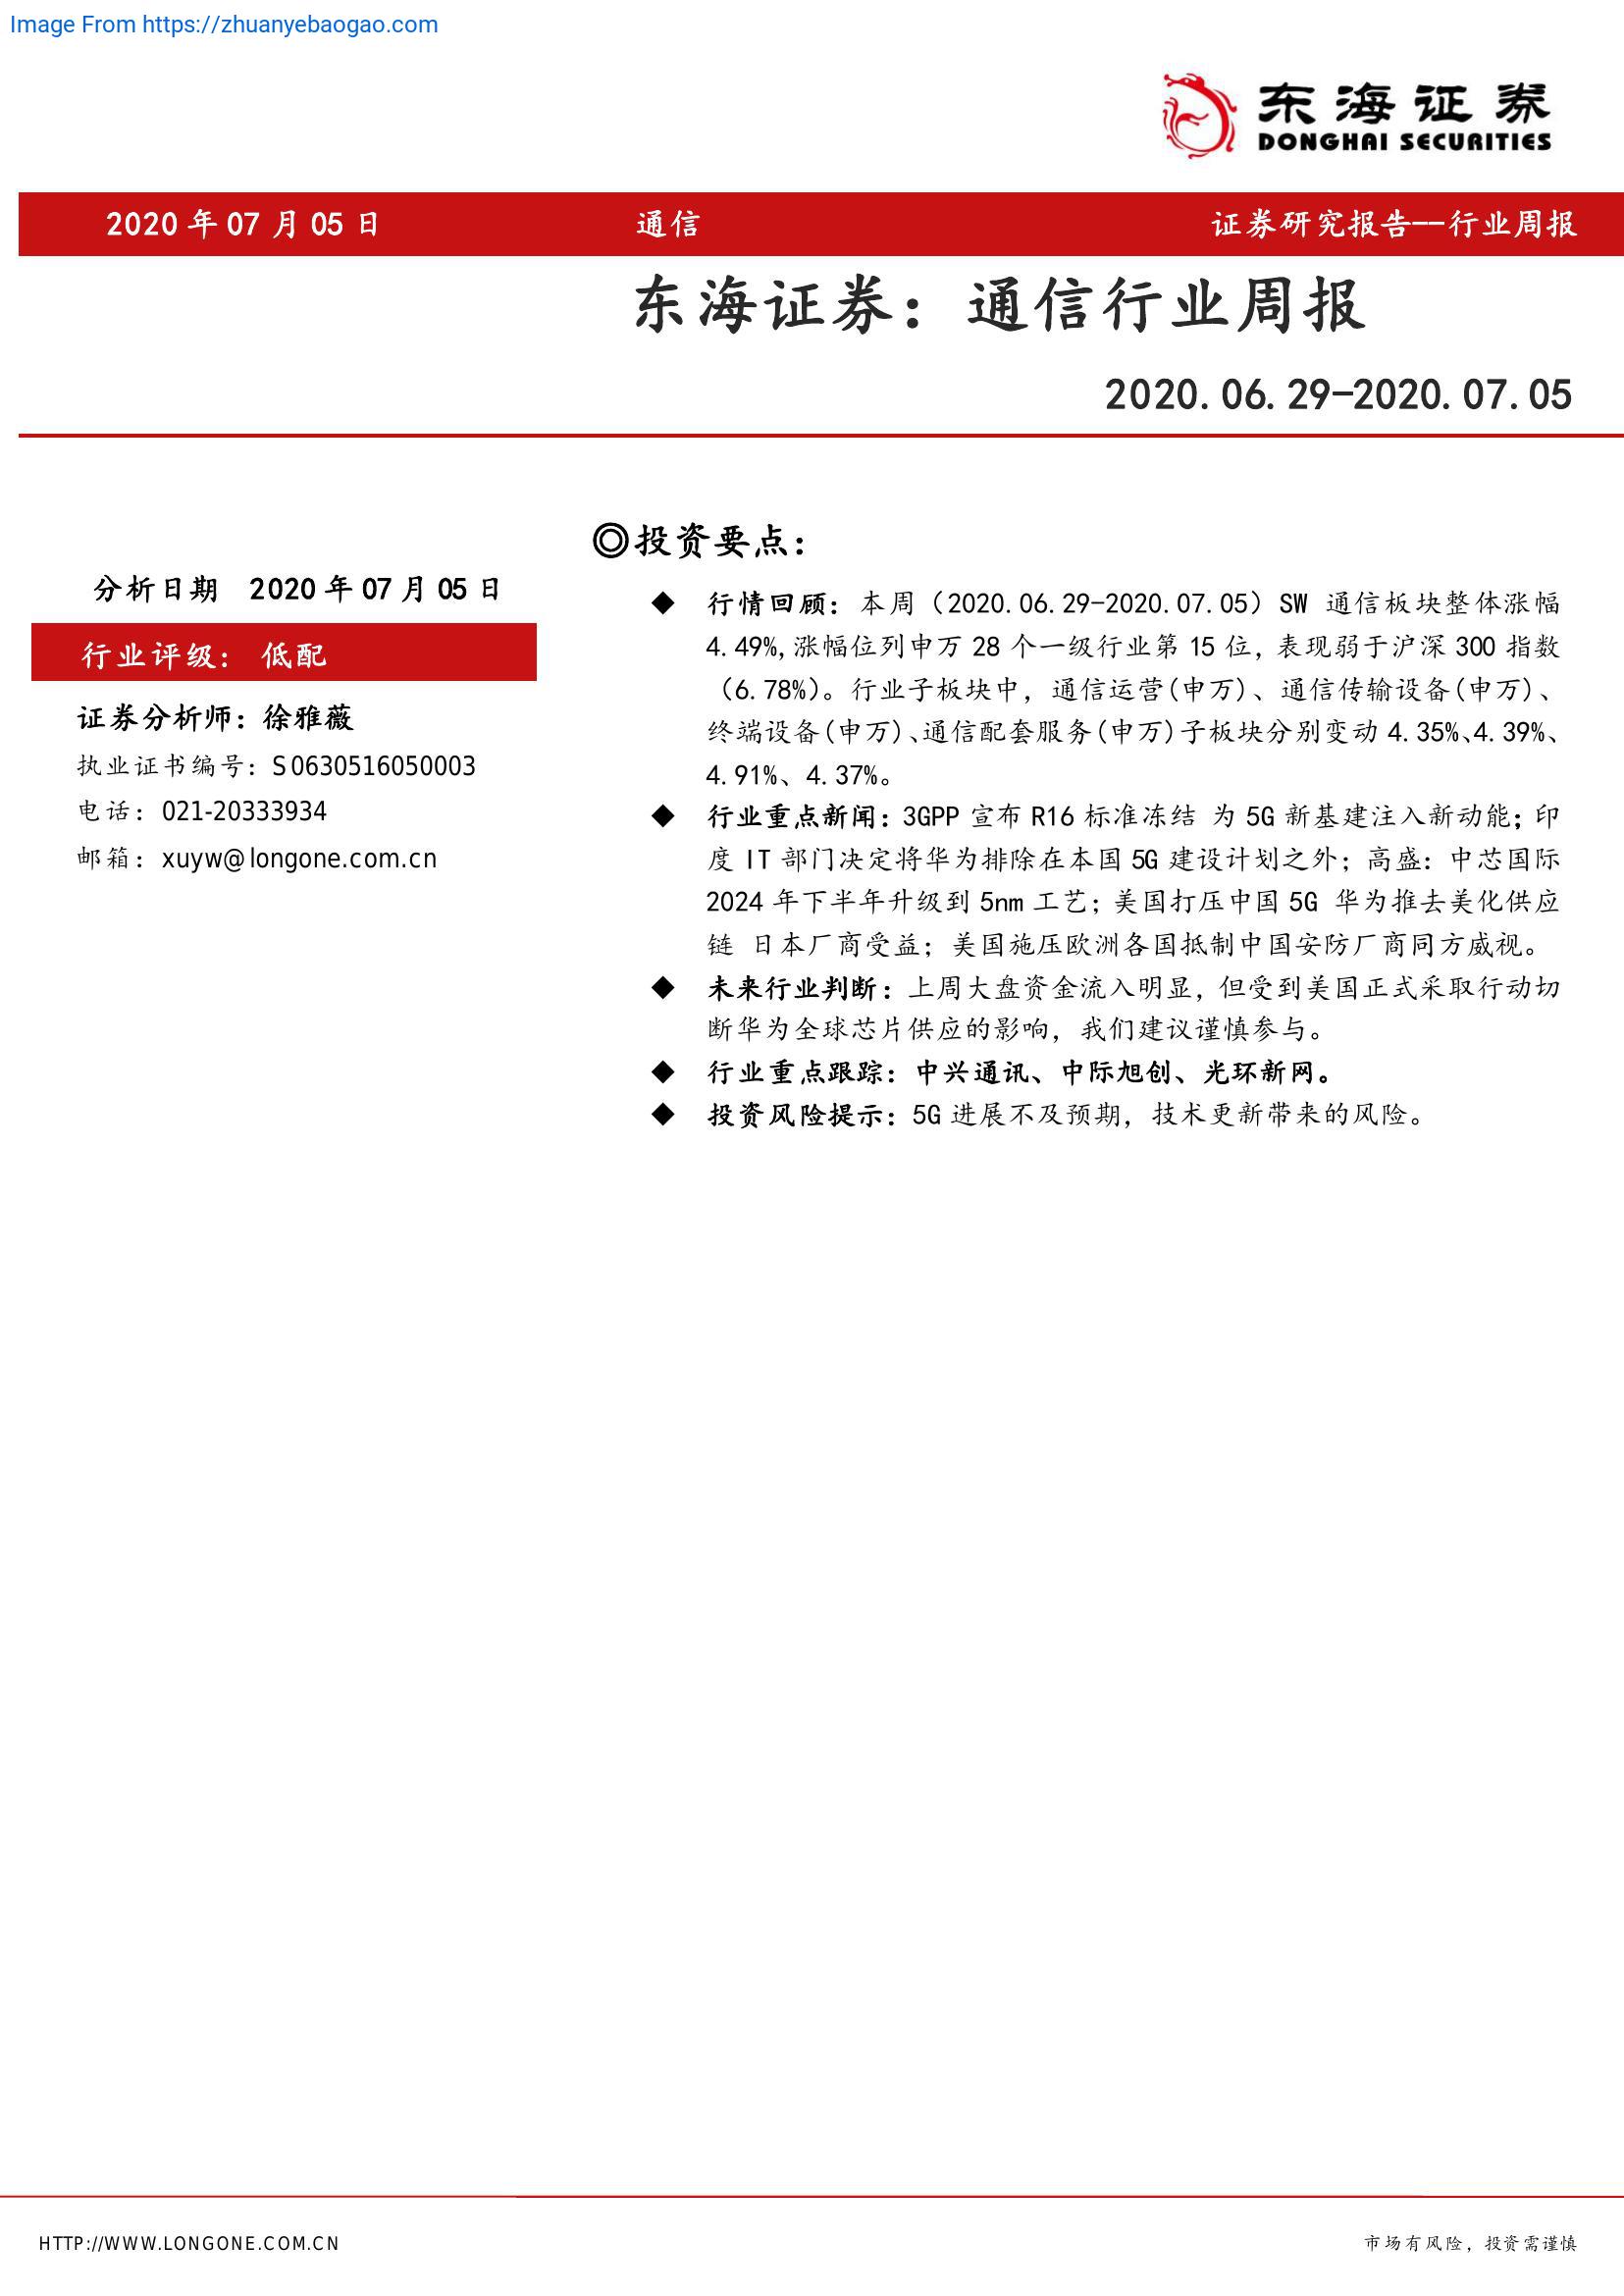 Image From https://zhuanyebaogao.com
东海证券
DONGHAI SECURITIES
2020 年 07 月 05 日 通信 证券研究报告——行业周报
东海证券：通信行业周报
2020.06.29-2020.07.05
分析日期 2020 年 07 月 05 日
行业评级： 低配
证券分析师：徐雅薇
执业证书编号：S0630516050003
电话：021-20333934
邮箱：xuyw@longone.com.cn
◎投资要点：
◆ 行情回顾：本周（2020.06.29-2020.07.05）SW 通信板块整体涨幅
4.49%,涨幅位列申万 28 个一级行业第 15 位，表现弱于沪深 300 指数
（6.78%）。行业子板块中，通信运营(申万)、通信传输设备(申万)、
终端设备(申万)、通信配套服务(申万)子板块分别变动 4.35%、4.39%、
4.91%、4.37%。
◆ 行业重点新闻：3GPP 宣布 R16 标准冻结 为 5G 新基建注入新动能；印
度 IT 部门决定将华为排除在本国 5G 建设计划之外；高盛：中芯国际
2024 年下半年升级到 5nm 工艺；美国打压中国 5G 华为推去美化供应
链 日本厂商受益；美国施压欧洲各国抵制中国安防厂商同方威视。
◆ 未来行业判断：上周大盘资金流入明显，但受到美国正式采取行动切
断华为全球芯片供应的影响，我们建议谨慎参与。
◆ 行业重点跟踪：中兴通讯、中际旭创、光环新网。
◆ 投资风险提示：5G 进展不及预期，技术更新带来的风险。
HTTP://WWW.LONGONE.COM.CN 市场有风险，投资需谨慎